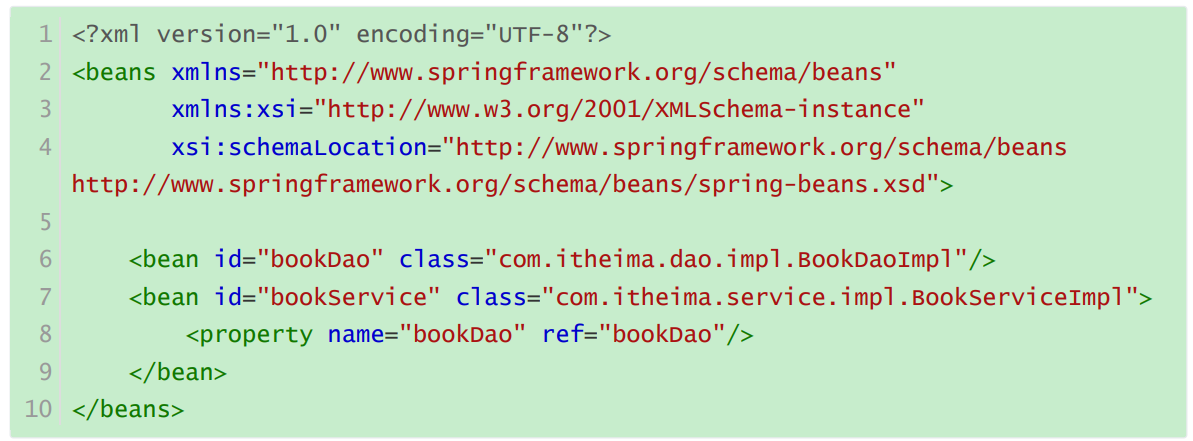 1 <?xml version="1.0" encoding="UTF-8"?>
2 <beans xmlns="http://www.springframework.org/schema/beans"
3        xmlns:xsi="http://www.w3.org/2001/XMLSchema-instance"
4        xsi:schemaLocation="http://www.springframework.org/schema/beans
http://www.springframework.org/schema/beans/spring-beans.xsd">
5
6     <bean id="bookDao" class="com.itheima.dao.impl.BookDaoImpl"/>
7     <bean id="bookService" class="com.itheima.service.impl.BookServiceImpl">
8         <property name="bookDao" ref="bookDao"/>
9     </bean>
10 </beans>